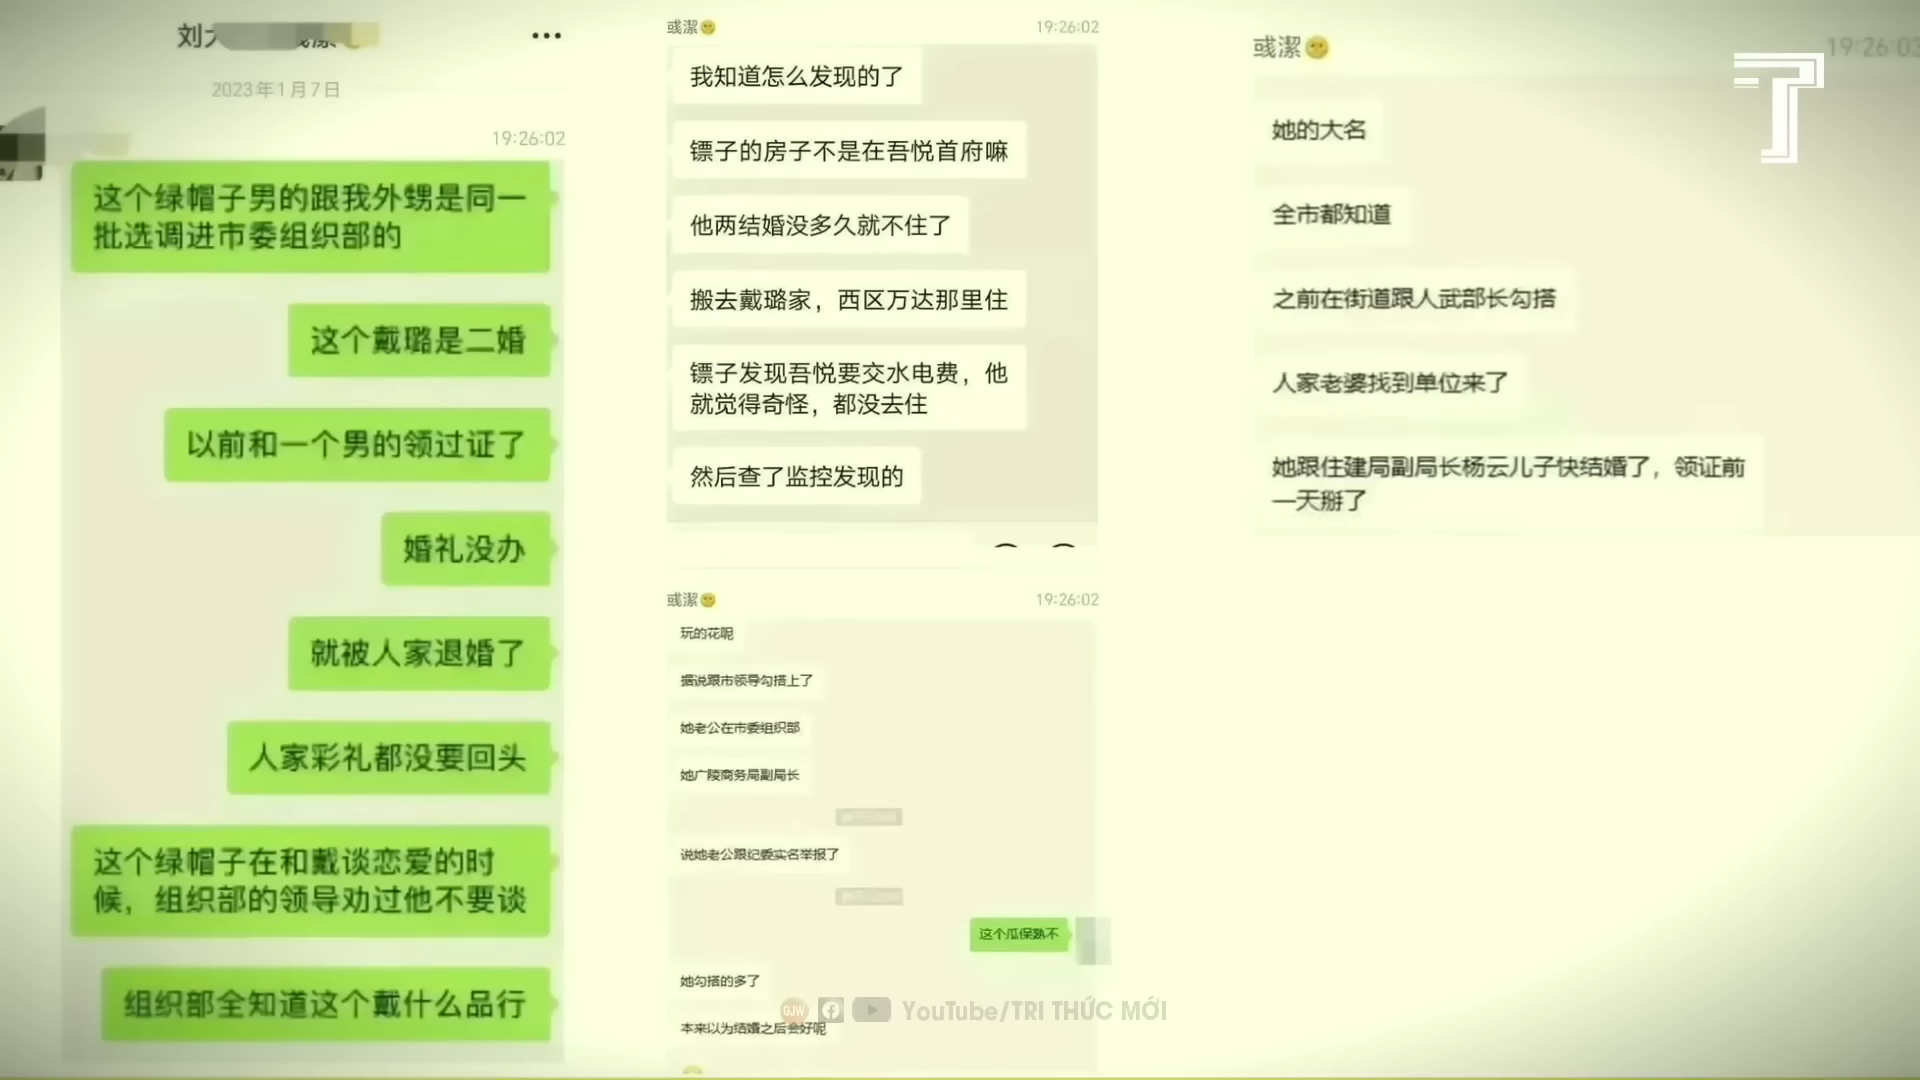 刘
2023年1月7日
19:26:02
这个绿帽子男的跟我外甥是同一
批选调进市委组织部的
这个戴璐是二婚
以前和一个男的领过证了
婚礼没办
就被人家退婚了
人家彩礼都没要回头
这个绿帽子在和戴谈恋爱的时
候，组织部的领导劝过他不要谈
组织部全知道这个戴什么品行
彧潔
19:26:02
我知道怎么发现的了
镖子的房子不是在吾悦首府嘛
他两结婚没多久就不住了
搬去戴璐家，西区万达那里住
镖子发现吾悦要交水电费，他
就觉得奇怪，都没去住
然后查了监控发现的
彧潔
19:26:02
玩的花呢
据说跟市领导勾搭上了
她老公在市委组织部
她广陵商务局副局长
说她老公跟纪委实名举报了
这个瓜保熟不
她勾搭的多了
本来以为结婚之后会好呢
彧潔
19:26:03
她的大名
全市都知道
之前在街道跟人武部长勾搭
人家老婆找到单位来了
她跟住建局副局长杨云儿子快结婚了，领证前
一天掰了
GJW
YouTube/TRI THỨC MỚI